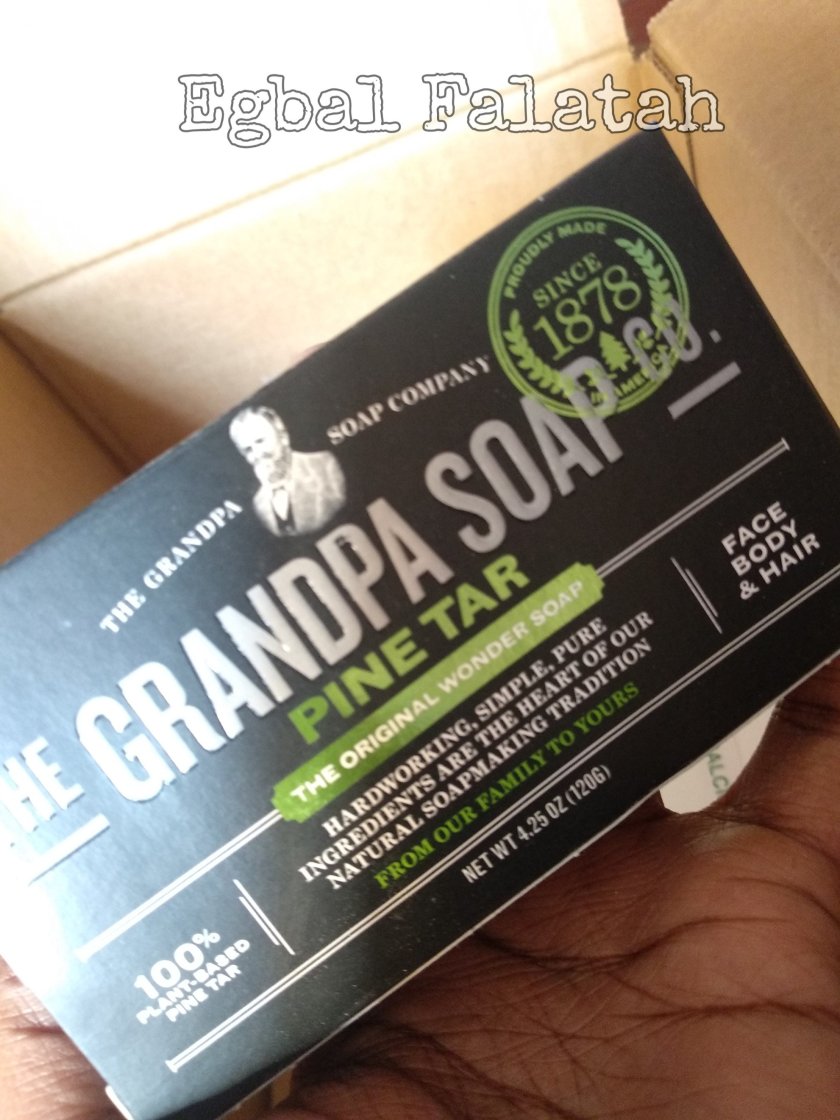 Egbal Falatah
PROUDLY MADE
SINCE
1878
IN AMERICA
THE GRANDPA SOAP COMPANY
THE GRANDPA SOAP CO.
PINE TAR
THE ORIGINAL WONDER SOAP
HARDWORKING, SIMPLE, PURE
INGREDIENTS ARE THE HEART OF OUR
NATURAL SOAPMAKING TRADITION
FROM OUR FAMILY TO YOURS
FACE
BODY
& HAIR
100%
PLANT-BASED
PINE TAR
NET WT 4.25 OZ (120G)